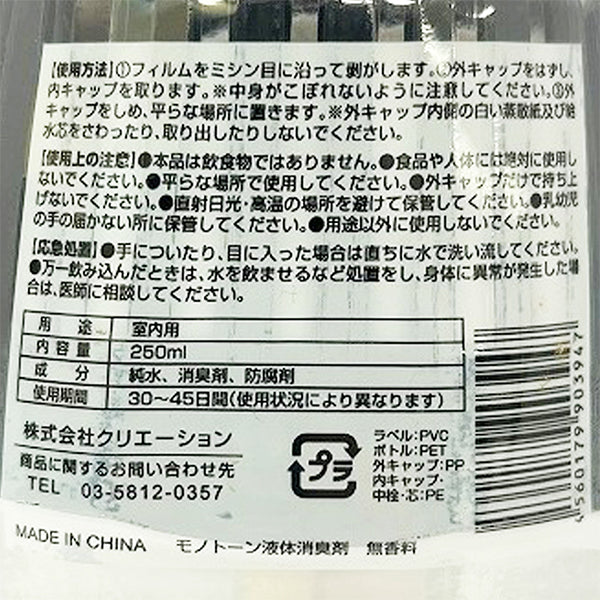 【使用方法】①フィルムをミシン目に沿って剥がします。②外キャップをはずし、
内キャップを取ります。※中身がこぼれないように注意してください。③外
キャップをしめ、平らな場所に置きます。※外キャップ内側の白い蒸散紙及び給
水芯をさわったり、取り出したりしないでください。
【使用上の注意】●本品は飲食物ではありません。●食品や人体には絶対に使用し
ないでください。●平らな場所で使用してください。●外キャップだけで持ち上
げないでください。●直射日光・高温の場所を避けて保管してください。●乳幼児
の手の届かない所に保管してください。●用途以外に使用しないでください。
【応急処置】●手についたり、目に入った場合は直ちに水で洗い流してください。
●万一飲み込んだときは、水を飲ませるなど処置をし、身体に異常が発生した場
合は、医師に相談してください。
用途 室内用
内容量 250ml
成分 純水、消臭剤、防腐剤
使用期間 30～45日間(使用状況により異なります)
株式会社クリエーション
商品に関するお問い合わせ先
TEL 03-5812-0357
プラ
ラベル:PVC
ボトル:PET
外キャップ:PP
内キャップ・
中栓・芯:PE
4560179903947
MADE IN CHINA モノトーン液体消臭剤 無香料